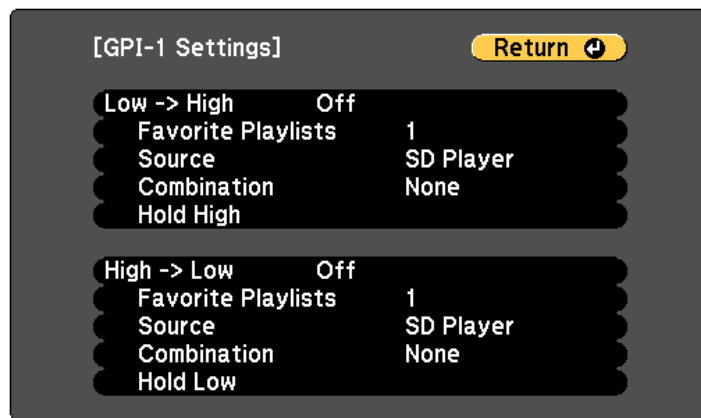 [GPI-1 Settings] Return
Low -> High Off
Favorite Playlists 1
Source SD Player
Combination None
Hold High
High -> Low Off
Favorite Playlists 1
Source SD Player
Combination None
Hold Low